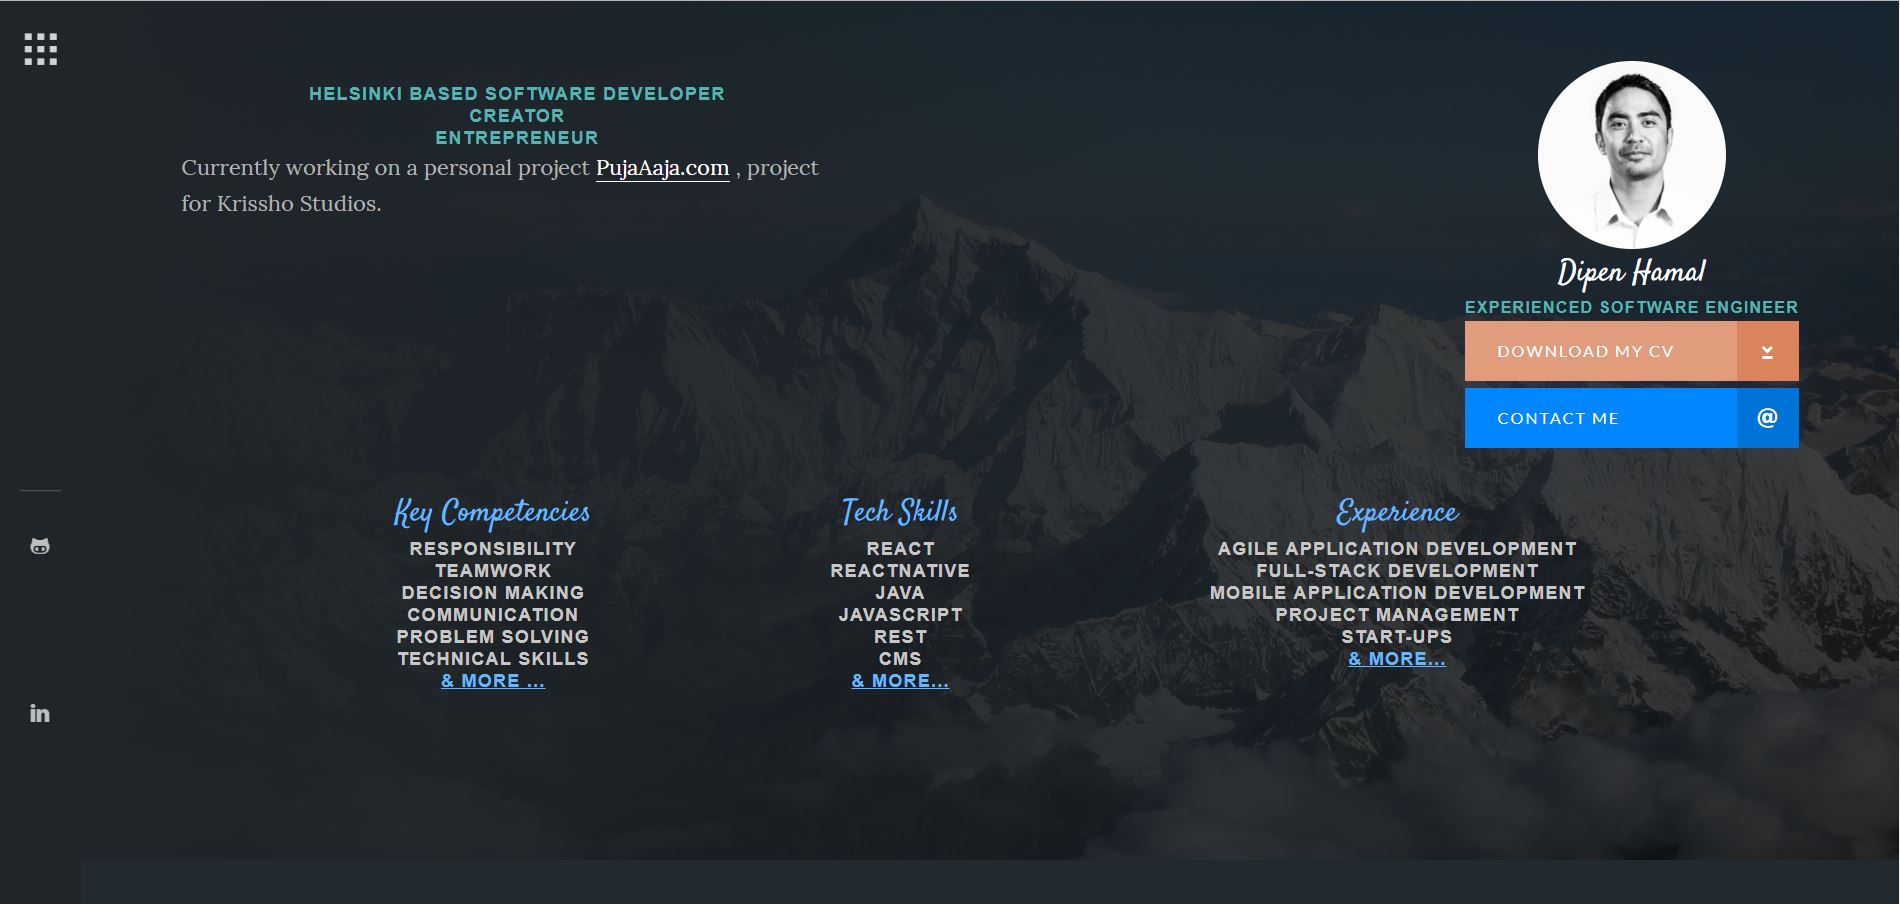 HELSINKI BASED SOFTWARE DEVELOPER
CREATOR
ENTREPRENEUR
Currently working on a personal project PujaAaja.com , project
for Krissho Studios.
Dipen Hamal
EXPERIENCED SOFTWARE ENGINEER
DOWNLOAD MY CV
CONTACT ME @
Key Competencies
RESPONSIBILITY
TEAMWORK
DECISION MAKING
COMMUNICATION
PROBLEM SOLVING
TECHNICAL SKILLS
& MORE ...
Tech Skills
REACT
REACTNATIVE
JAVA
JAVASCRIPT
REST
CMS
& MORE...
Experience
AGILE APPLICATION DEVELOPMENT
FULL-STACK DEVELOPMENT
MOBILE APPLICATION DEVELOPMENT
PROJECT MANAGEMENT
START-UPS
& MORE...
in